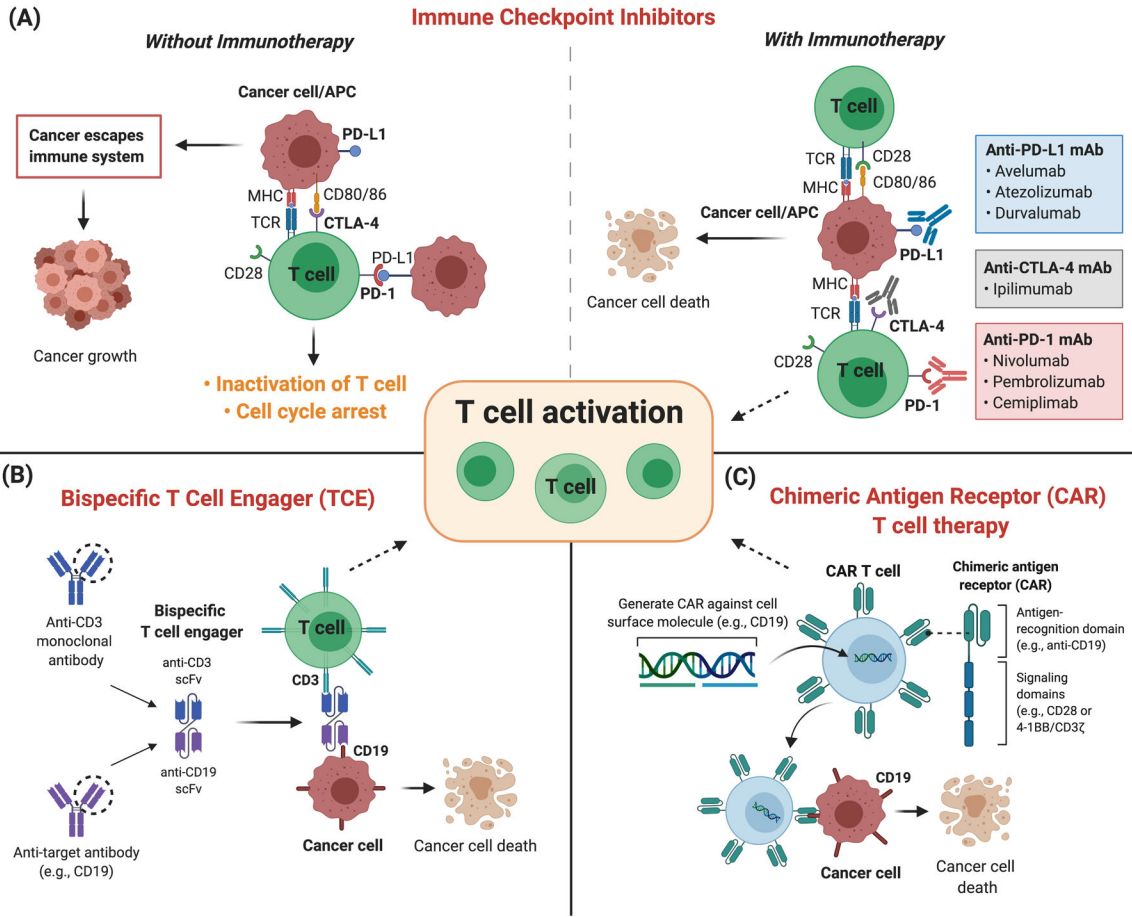 (A)
Immune Checkpoint Inhibitors
Without Immunotherapy
Cancer cell/APC
PD-L1
Cancer escapes
immune system
MHC
CD80/86
TCR
CTLA-4
CD28
T cell
PD-L1
PD-1
Cancer growth
• Inactivation of T cell
• Cell cycle arrest
With Immunotherapy
T cell
TCR
CD28
MHC
CD80/86
Cancer cell/APC
PD-L1
Cancer cell death
MHC
TCR
CTLA-4
CD28
T cell
PD-1
Anti-PD-L1 mAb
• Avelumab
• Atezolizumab
• Durvalumab
Anti-CTLA-4 mAb
• Ipilimumab
Anti-PD-1 mAb
• Nivolumab
• Pembrolizumab
• Cemiplimab
T cell activation
T cell
(B)
Bispecific T Cell Engager (TCE)
Anti-CD3
monoclonal
antibody
Bispecific
T cell engager
anti-CD3
scFv
anti-CD19
scFv
Anti-target antibody
(e.g., CD19)
T cell
CD3
CD19
Cancer cell
Cancer cell death
(C)
Chimeric Antigen Receptor (CAR)
T cell therapy
Generate CAR against cell
surface molecule (e.g., CD19)
CAR T cell
Chimeric antigen
receptor (CAR)
Antigen-
recognition domain
(e.g., anti-CD19)
Signaling
domains
(e.g., CD28 or
4-1BB/CD3ζ
CD19
Cancer cell
Cancer cell
death